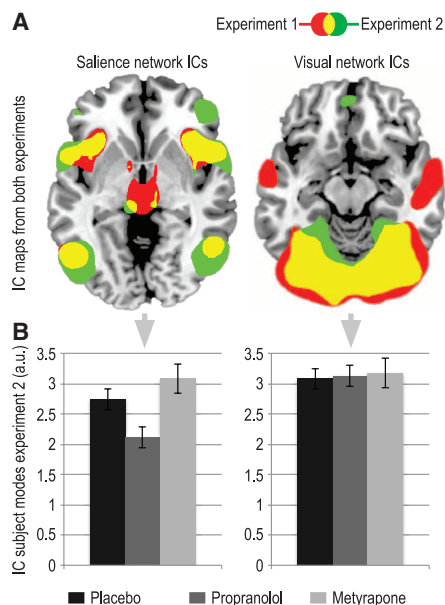 A
Experiment 1
Experiment 2
Salience network ICs
Visual network ICs
IC maps from both experiments
B
IC subject modes experiment 2 (a.u.)
3.5
3
2.5
2
1.5
1
0.5
0
3.5
3
2.5
2
1.5
1
0.5
0
Placebo
Propranolol
Metyrapone